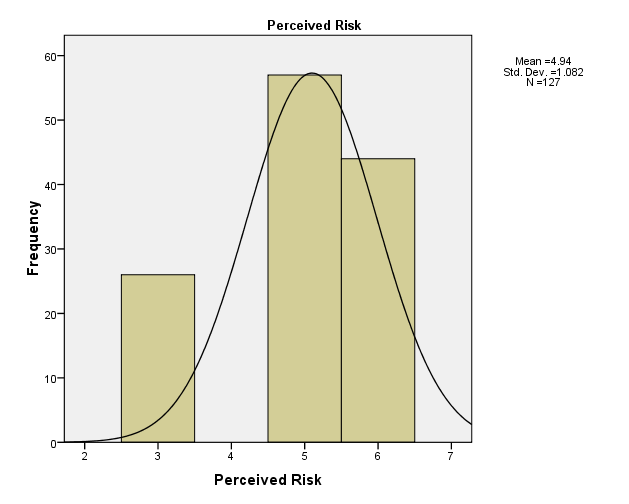 Perceived Risk
Mean =4.94
Std. Dev. =1.082
N =127
Frequency
60
50
40
30
20
10
0
2 3 4 5 6 7
Perceived Risk